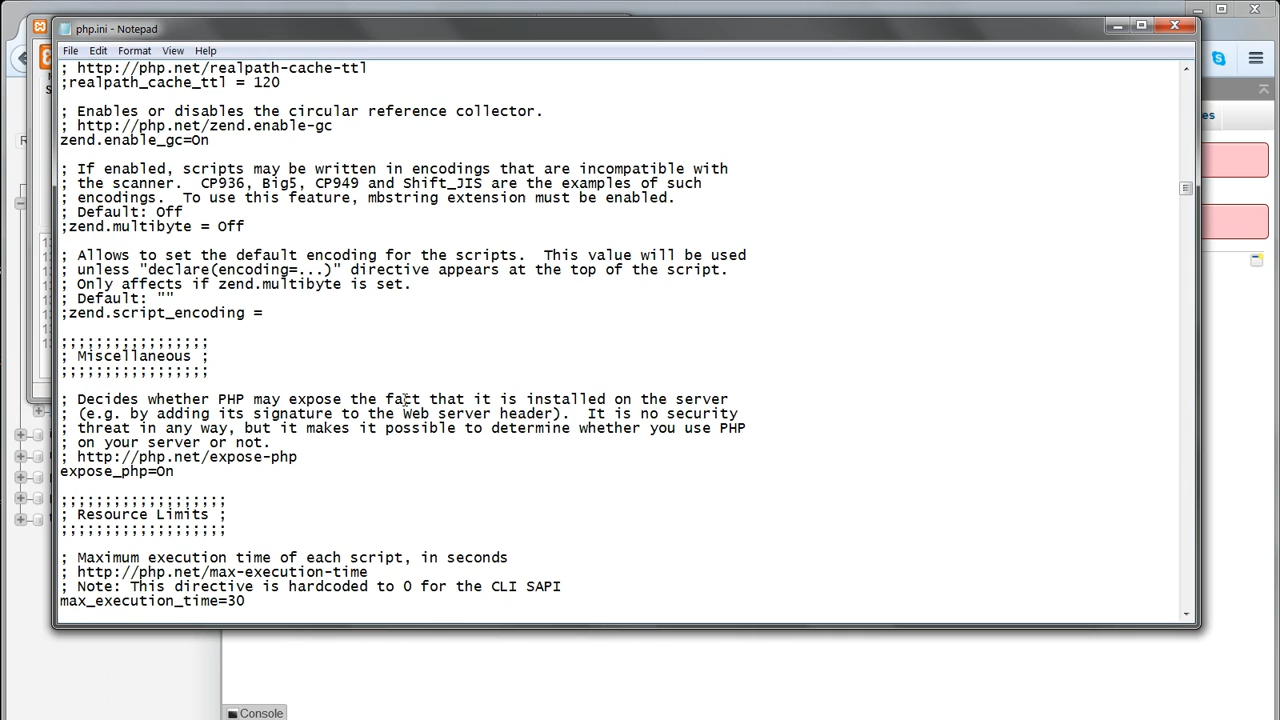 php.ini - Notepad
File Edit Format View Help
; http://php.net/realpath-cache-ttl
;realpath_cache_ttl = 120
; Enables or disables the circular reference collector.
; http://php.net/zend.enable-gc
zend.enable_gc=On
; If enabled, scripts may be written in encodings that are incompatible with
; the scanner.  CP936, Big5, CP949 and Shift_JIS are the examples of such
; encodings.  To use this feature, mbstring extension must be enabled.
; Default: Off
;zend.multibyte = Off
; Allows to set the default encoding for the scripts.  This value will be used
; unless "declare(encoding=...)" directive appears at the top of the script.
; Only affects if zend.multibyte is set.
; Default: ""
;zend.script_encoding =
;;;;;;;;;;;;;;;;;
; Miscellaneous ;
;;;;;;;;;;;;;;;;;
; Decides whether PHP may expose the fact that it is installed on the server
; (e.g. by adding its signature to the Web server header).  It is no security
; threat in any way, but it makes it possible to determine whether you use PHP
; on your server or not.
; http://php.net/expose-php
expose_php=On
;;;;;;;;;;;;;;;;;;;
; Resource Limits ;
;;;;;;;;;;;;;;;;;;;
; Maximum execution time of each script, in seconds
; http://php.net/max-execution-time
; Note: This directive is hardcoded to 0 for the CLI SAPI
max_execution_time=30
Console